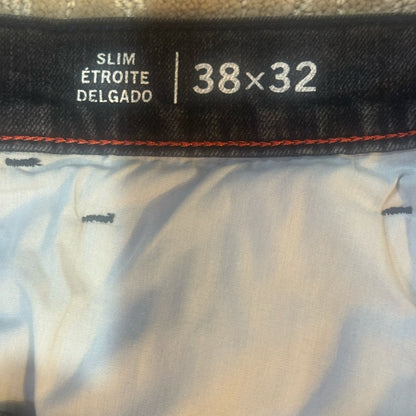 SLIM
ÉTROITE
DELGADO
38×32